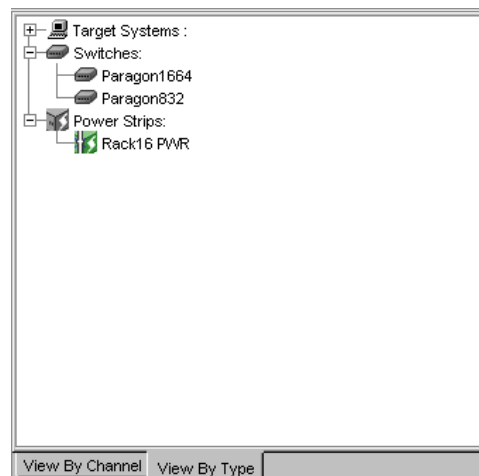 Target Systems :
Switches:
Paragon1664
Paragon832
Power Strips:
Rack16 PWR
View By Channel View By Type